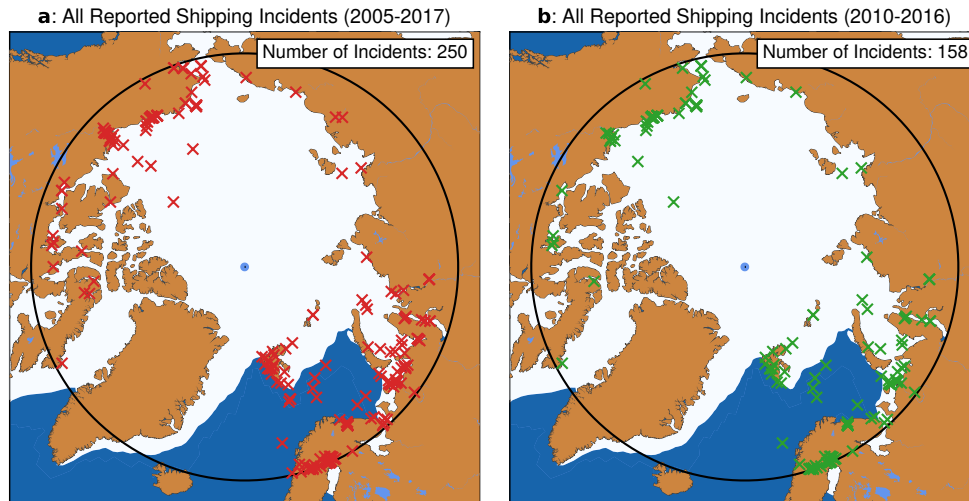 a: All Reported Shipping Incidents (2005-2017)
Number of Incidents: 250
b: All Reported Shipping Incidents (2010-2016)
Number of Incidents: 158